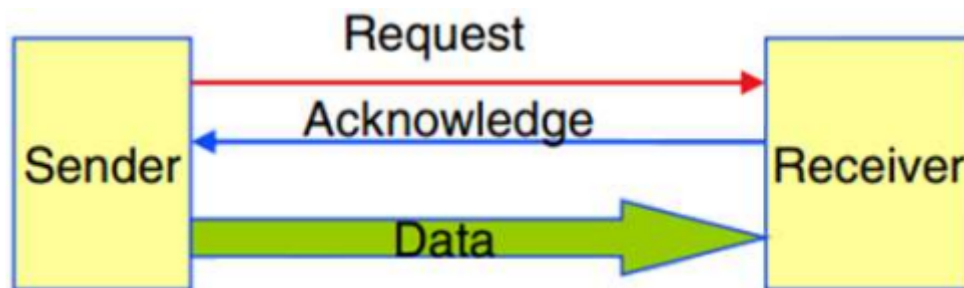 Request
Acknowledge
Sender
Receiver
Data